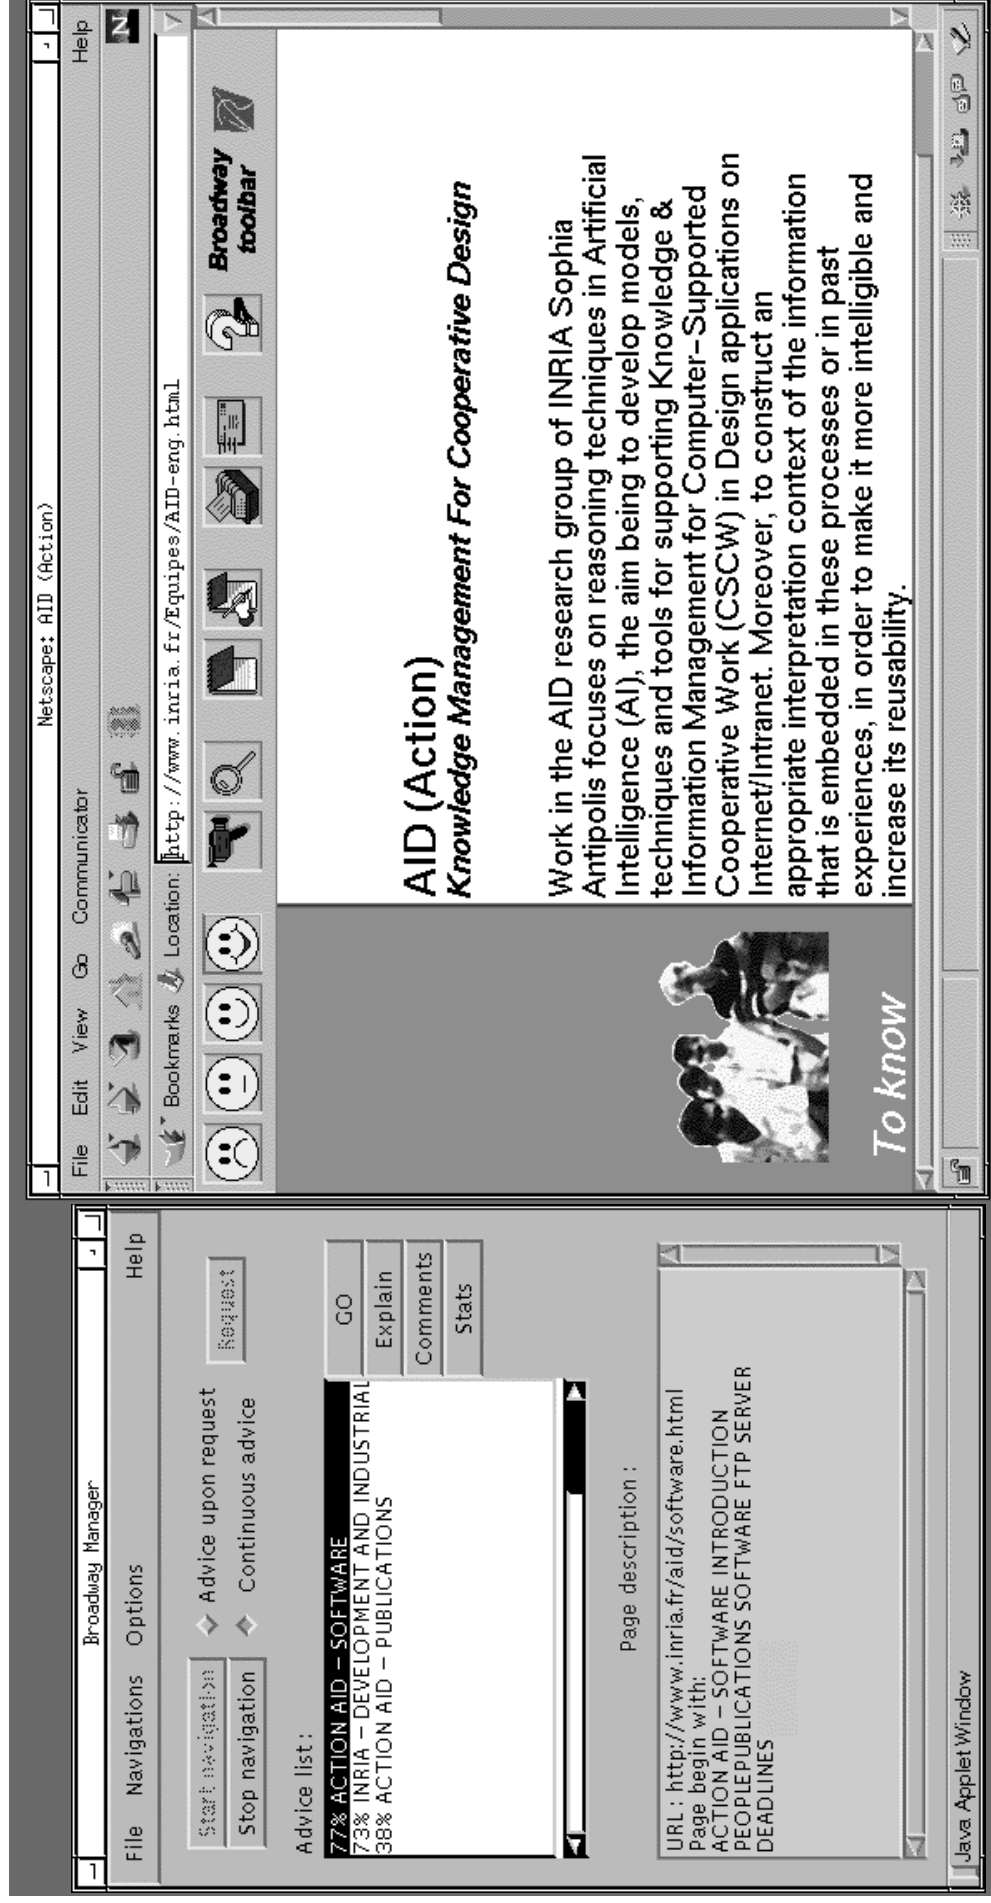 Broadway Manager
File Navigations Options Help
Start navigation
Stop navigation
Advice upon request
Continuous advice
Request
Advice list :
77% ACTION AID – SOFTWARE
73% INRIA – DEVELOPMENT AND INDUSTRIAL
38% ACTION AID – PUBLICATIONS
GO
Explain
Comments
Stats
Page description :
URL : http://www.inria.fr/aid/software.html
Page begin with:
ACTION AID – SOFTWARE INTRODUCTION
PEOPLEPUBLICATIONS SOFTWARE FTP SERVER
DEADLINES
Java Applet Window
Netscape: AID (Action)
File Edit View Go Communicator Help
N
Bookmarks Location: http://www.inria.fr/Equipes/AID-eng.html
Broadway
toolbar
To know
AID (Action)
Knowledge Management For Cooperative Design
Work in the AID research group of INRIA Sophia
Antipolis focuses on reasoning techniques in Artificial
Intelligence (AI), the aim being to develop models,
techniques and tools for supporting Knowledge &
Information Management for Computer–Supported
Cooperative Work (CSCW) in Design applications on
Internet/Intranet. Moreover, to construct an
appropriate interpretation context of the information
that is embedded in these processes or in past
experiences, in order to make it more intelligible and
increase its reusability.